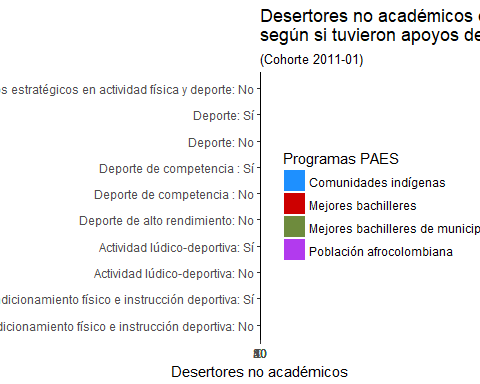 Desertores no académicos
según si tuvieron apoyos de
(Cohorte 2011-01)
estratégicos en actividad física y deporte: No
Deporte: Sí
Deporte: No
Deporte de competencia : Sí
Deporte de competencia : No
Deporte de alto rendimiento: No
Actividad lúdico-deportiva: Sí
Actividad lúdico-deportiva: No
físico e instrucción deportiva: Sí
físico e instrucción deportiva: No
Programas PAES
Comunidades indígenas
Mejores bachilleres
Mejores bachilleres de
Población afrocolombiana
Desertores no académicos